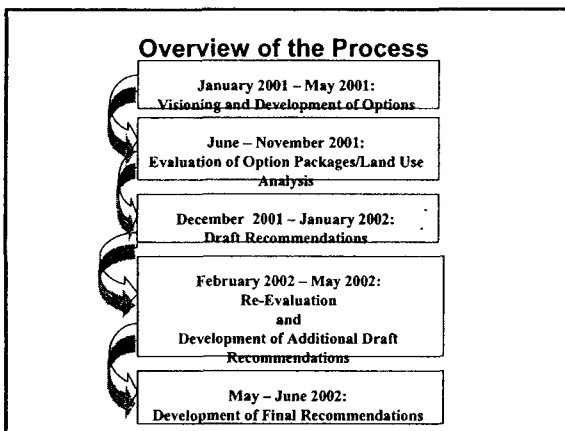 Overview of the Process
January 2001 – May 2001:
Visioning and Development of Options
June – November 2001:
Evaluation of Option Packages/Land Use
Analysis
December 2001 – January 2002:
Draft Recommendations
February 2002 – May 2002:
Re-Evaluation
and
Development of Additional Draft
Recommendations
May – June 2002:
Development of Final Recommendations